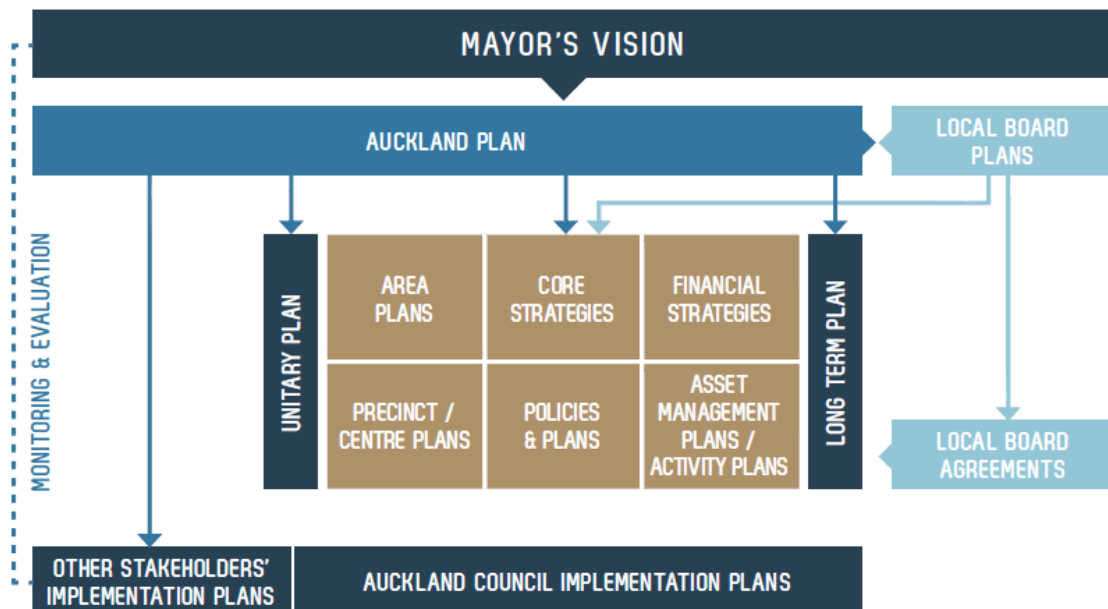 MAYOR'S VISION
AUCKLAND PLAN
LOCAL BOARD
PLANS
MONITORING & EVALUATION
UNITARY PLAN
AREA
PLANS
CORE
STRATEGIES
FINANCIAL
STRATEGIES
LONG TERM PLAN
PRECINCT /
CENTRE PLANS
POLICIES
& PLANS
ASSET
MANAGEMENT
PLANS /
ACTIVITY PLANS
LOCAL BOARD
AGREEMENTS
OTHER STAKEHOLDERS'
IMPLEMENTATION PLANS
AUCKLAND COUNCIL IMPLEMENTATION PLANS